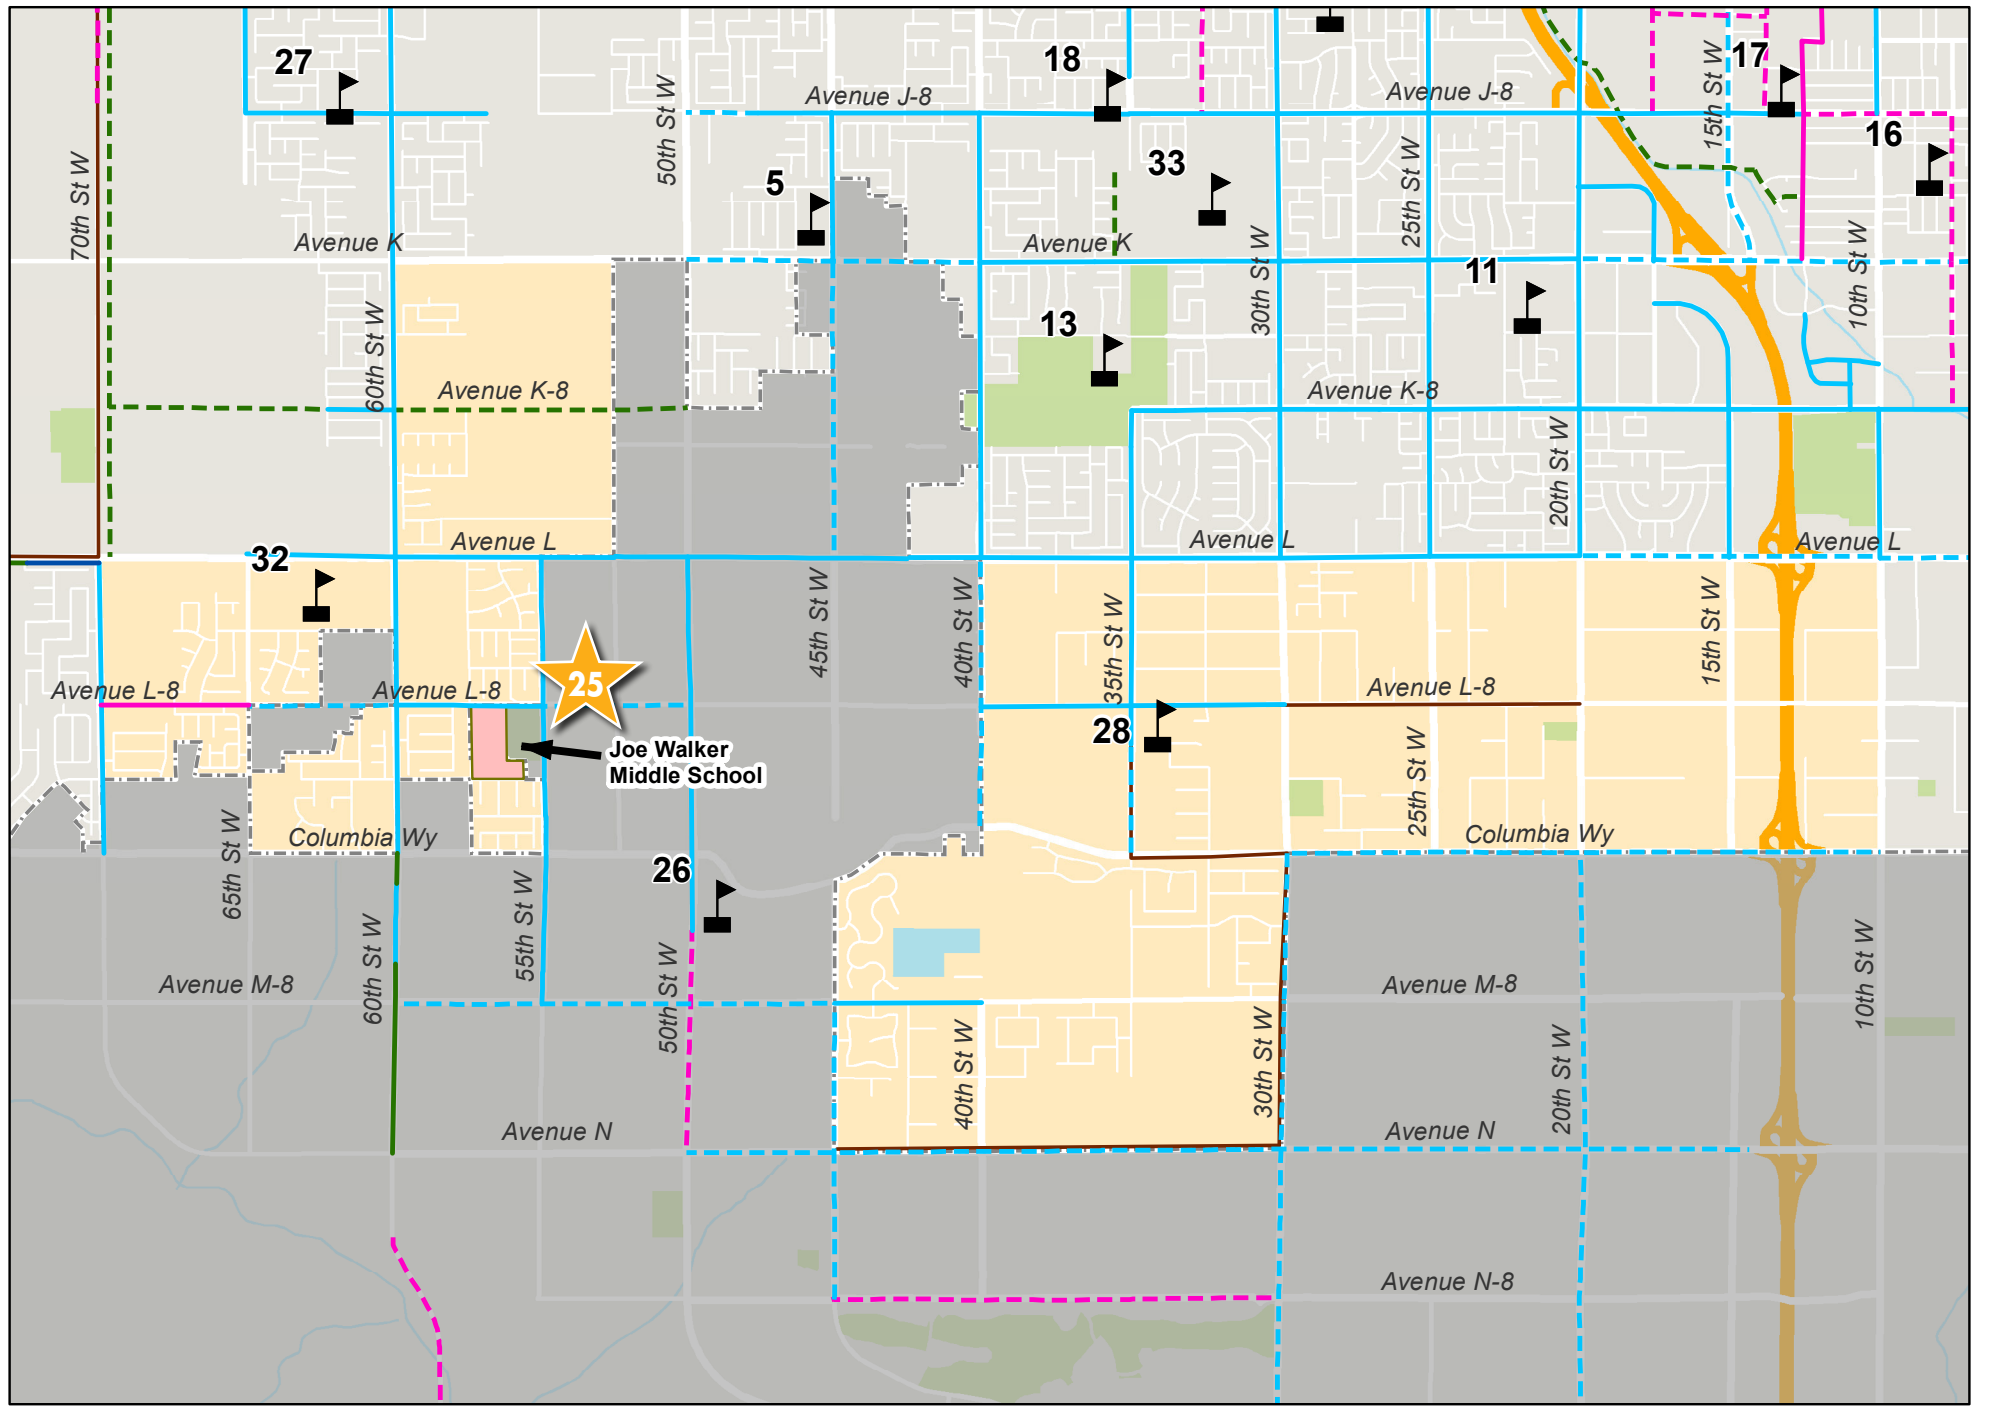 27
18
17
16
Avenue J-8
Avenue J-8
50th St W
15th St W
70th St W
5
33
25th St W
Avenue K
Avenue K
30th St W
10th St W
11
13
60th St W
Avenue K-8
Avenue K-8
20th St W
Avenue L
Avenue L
Avenue L
32
45th St W
40th St W
35th St W
15th St W
25
Avenue L-8
Avenue L-8
Avenue L-8
28
Joe Walker
Middle School
25th St W
65th St W
Columbia Wy
Columbia Wy
26
55th St W
60th St W
50th St W
10th St W
Avenue M-8
Avenue M-8
40th St W
30th St W
20th St W
Avenue N
Avenue N
Avenue N-8